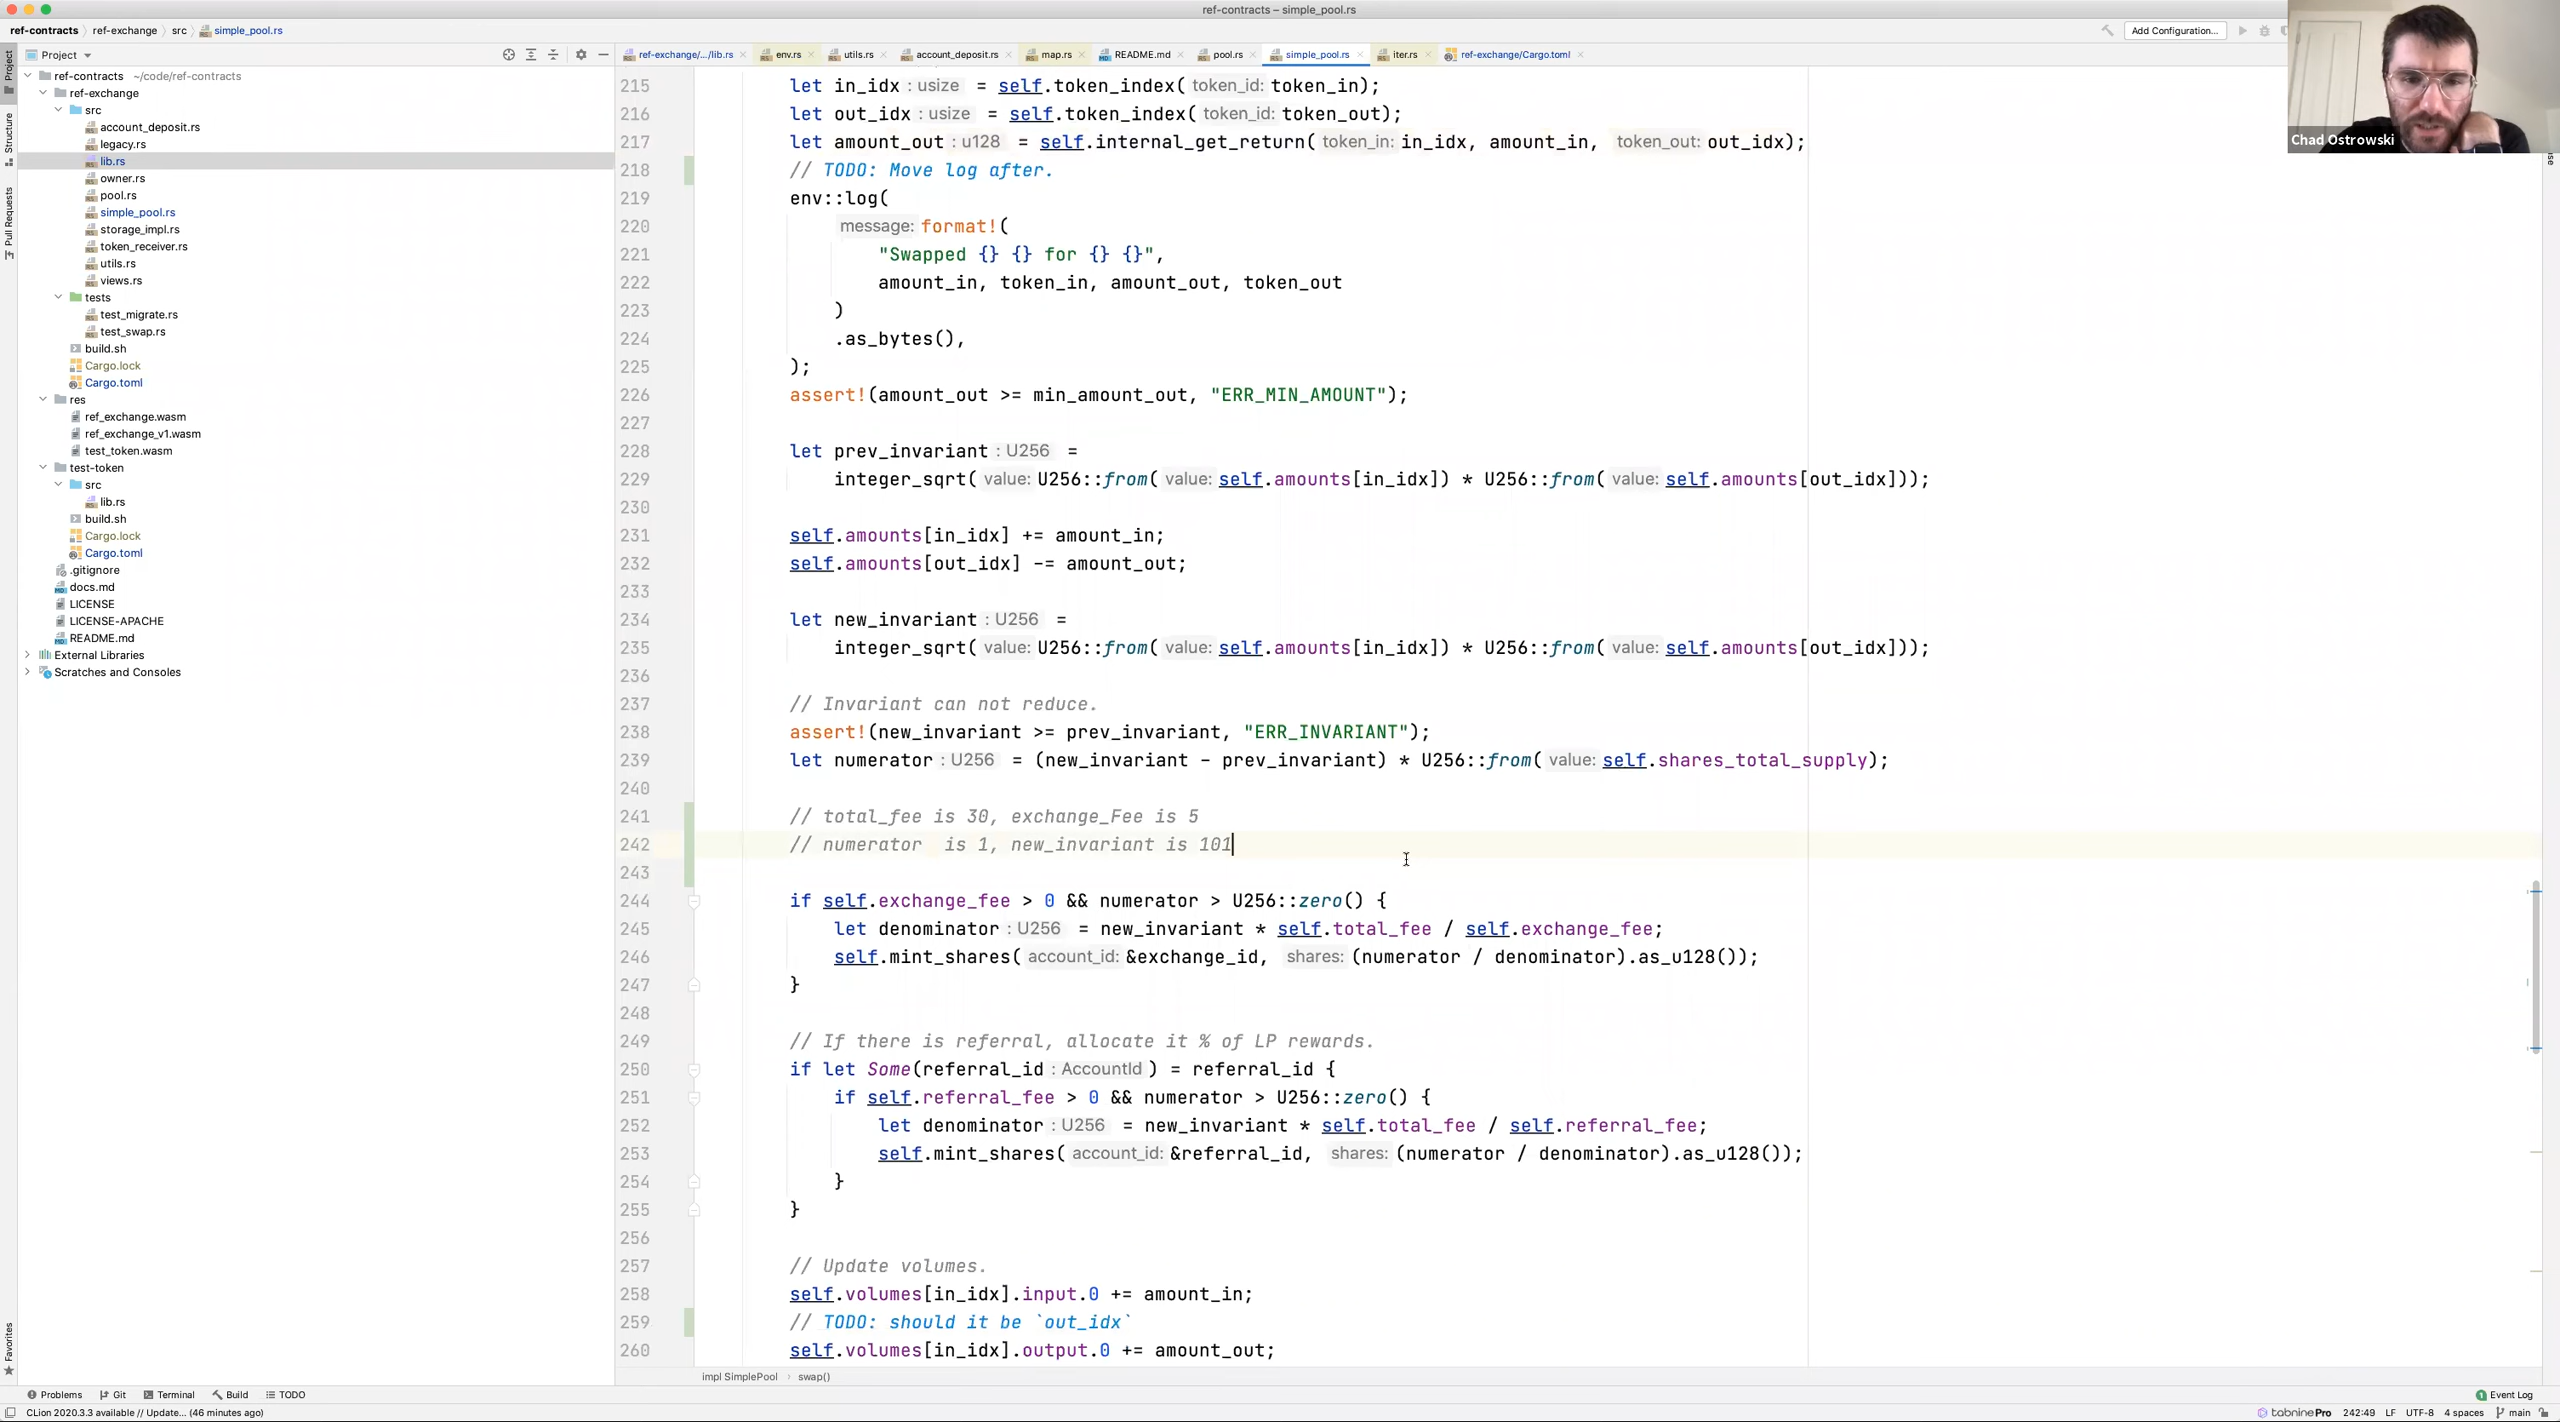 ref-contracts – simple_pool.rs
ref-contracts ref-exchange src simple_pool.rs
Add Configuration...
Project
ref-exchange/.../lib.rs env.rs utils.rs account_deposit.rs map.rs README.md pool.rs simple_pool.rs iter.rs ref-exchange/Cargo.toml
Project
Structure
Pull Requests
Favorites
ref-contracts ~/code/ref-contracts
ref-exchange
src
account_deposit.rs
legacy.rs
lib.rs
owner.rs
pool.rs
simple_pool.rs
storage_impl.rs
token_receiver.rs
utils.rs
views.rs
tests
test_migrate.rs
test_swap.rs
build.sh
Cargo.lock
Cargo.toml
res
ref_exchange.wasm
ref_exchange_v1.wasm
test_token.wasm
test-token
src
lib.rs
build.sh
Cargo.lock
Cargo.toml
.gitignore
docs.md
LICENSE
LICENSE-APACHE
README.md
External Libraries
Scratches and Consoles
215 let in_idx : usize = self.token_index( token_id: token_in);
216 let out_idx : usize = self.token_index( token_id: token_out);
217 let amount_out : u128 = self.internal_get_return( token_in: in_idx, amount_in, token_out: out_idx);
218 // TODO: Move log after.
219 env::log(
220 message: format!(
221 "Swapped {} {} for {} {}",
222 amount_in, token_in, amount_out, token_out
223 )
224 .as_bytes(),
225 );
226 assert!(amount_out >= min_amount_out, "ERR_MIN_AMOUNT");
227
228 let prev_invariant : U256 =
229 integer_sqrt( value: U256::from( value: self.amounts[in_idx]) * U256::from( value: self.amounts[out_idx]));
230
231 self.amounts[in_idx] += amount_in;
232 self.amounts[out_idx] -= amount_out;
233
234 let new_invariant : U256 =
235 integer_sqrt( value: U256::from( value: self.amounts[in_idx]) * U256::from( value: self.amounts[out_idx]));
236
237 // Invariant can not reduce.
238 assert!(new_invariant >= prev_invariant, "ERR_INVARIANT");
239 let numerator : U256 = (new_invariant - prev_invariant) * U256::from( value: self.shares_total_supply);
240
241 // total_fee is 30, exchange_Fee is 5
242 // numerator  is 1, new_invariant is 101
243
244 if self.exchange_fee > 0 && numerator > U256::zero() {
245 let denominator : U256 = new_invariant * self.total_fee / self.exchange_fee;
246 self.mint_shares( account_id: &exchange_id, shares: (numerator / denominator).as_u128());
247 }
248
249 // If there is referral, allocate it % of LP rewards.
250 if let Some(referral_id : AccountId ) = referral_id {
251 if self.referral_fee > 0 && numerator > U256::zero() {
252 let denominator : U256 = new_invariant * self.total_fee / self.referral_fee;
253 self.mint_shares( account_id: &referral_id, shares: (numerator / denominator).as_u128());
254 }
255 }
256
257 // Update volumes.
258 self.volumes[in_idx].input.0 += amount_in;
259 // TODO: should it be `out_idx`
260 self.volumes[in_idx].output.0 += amount_out;
Chad Ostrowski
impl SimplePool swap()
Problems Git Terminal Build TODO
1 Event Log
CLion 2020.3.3 available // Update... (46 minutes ago)
tabnine Pro 242:49 LF UTF-8 4 spaces main